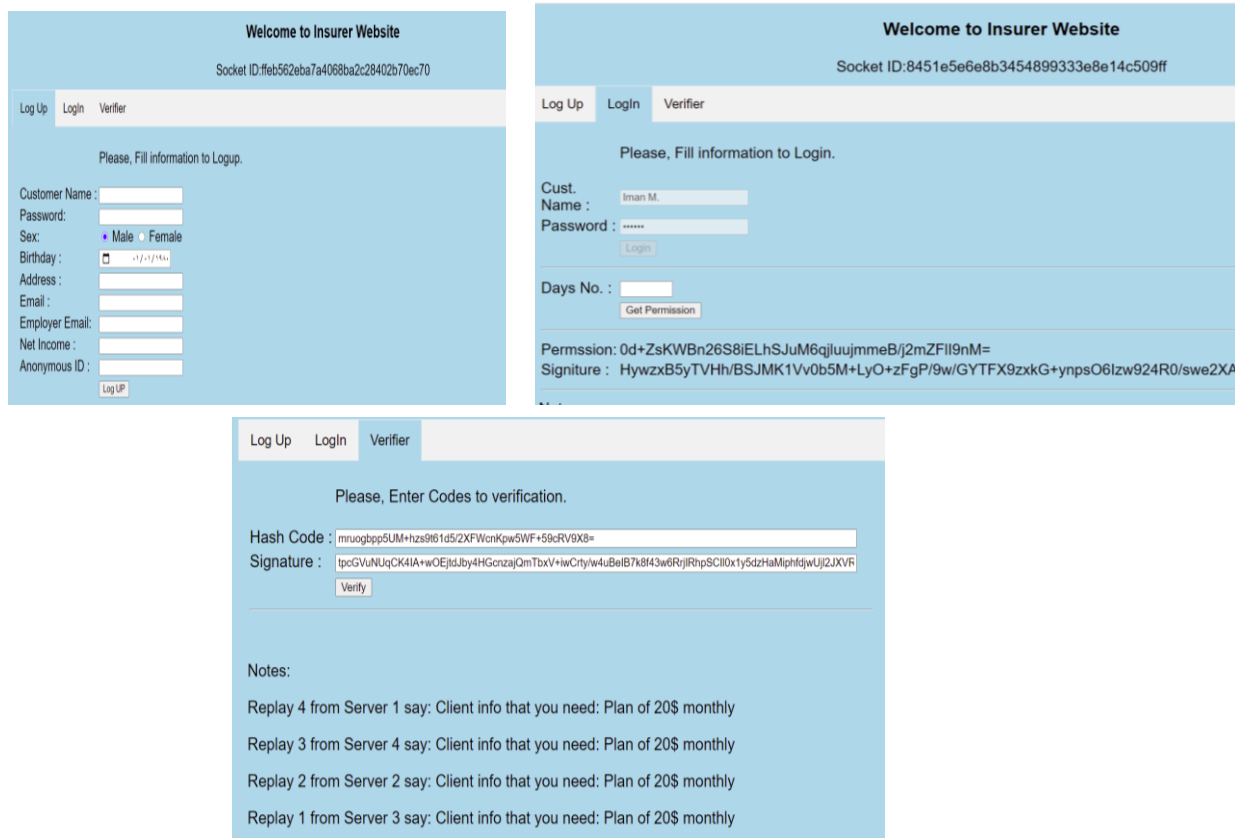 Welcome to Insurer Website
Socket ID:ffeb562eba7a4068ba2c28402b70ec70
Log Up LogIn Verifier
Please, Fill information to Logup.
Customer Name :
Password:
Sex: Male Female
Birthday : ٠١/٠١/١٩٨٠
Address :
Email :
Employer Email:
Net Income :
Anonymous ID :
Log UP
Welcome to Insurer Website
Socket ID:8451e5e6e8b3454899333e8e14c509ff
Log Up LogIn Verifier
Please, Fill information to Login.
Cust.
Name : Iman M.
Password : ••••••
Login
Days No. :
Get Permission
Permssion: 0d+ZsKWBn26S8iELhSJuM6qjluujmmeB/j2mZFlI9nM=
Signiture : HywzxB5yTVHh/BSJMK1Vv0b5M+LyO+zFgP/9w/GYTFX9zxkG+ynpsO6Izw924R0/swe2XA
Log Up LogIn Verifier
Please, Enter Codes to verification.
Hash Code : mruogbpp5UM+hzs9t61d5/2XFWcnKpw5WF+59cRV9X8=
Signature : tpcGVuNUqCK4IA+wOEjtdJby4HGcnzajQmTbxV+iwCrty/w4uBeIB7k8f43w6RrjlRhpSCII0x1y5dzHaMiphfdjwUjl2JXVR
Verify
Notes:
Replay 4 from Server 1 say: Client info that you need: Plan of 20$ monthly
Replay 3 from Server 4 say: Client info that you need: Plan of 20$ monthly
Replay 2 from Server 2 say: Client info that you need: Plan of 20$ monthly
Replay 1 from Server 3 say: Client info that you need: Plan of 20$ monthly